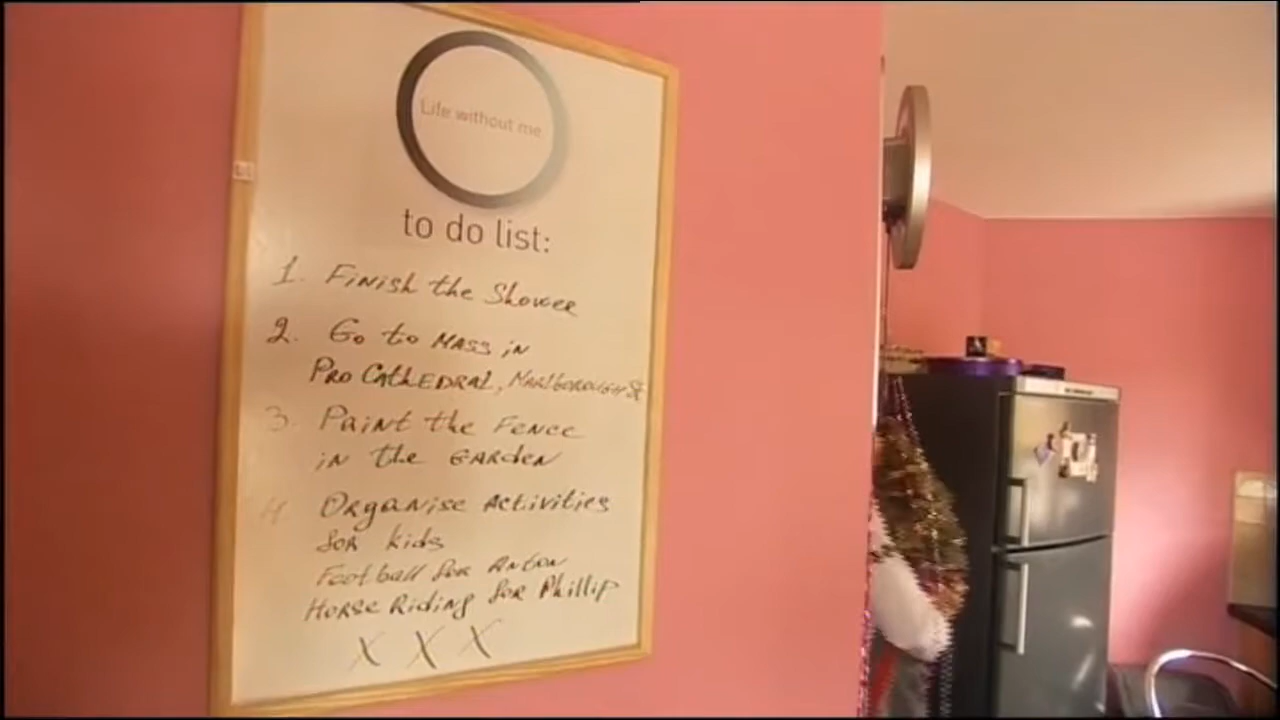 Life without me
to do list:
1. Finish the Shower
2. Go to MASS in
PRO CATHEDRAL, MARLBOROUGH St
3. Paint the Fence
in the GARden
4. Organise Activities
for kids
Football for Anton
Horse Riding for Phillip
X X X